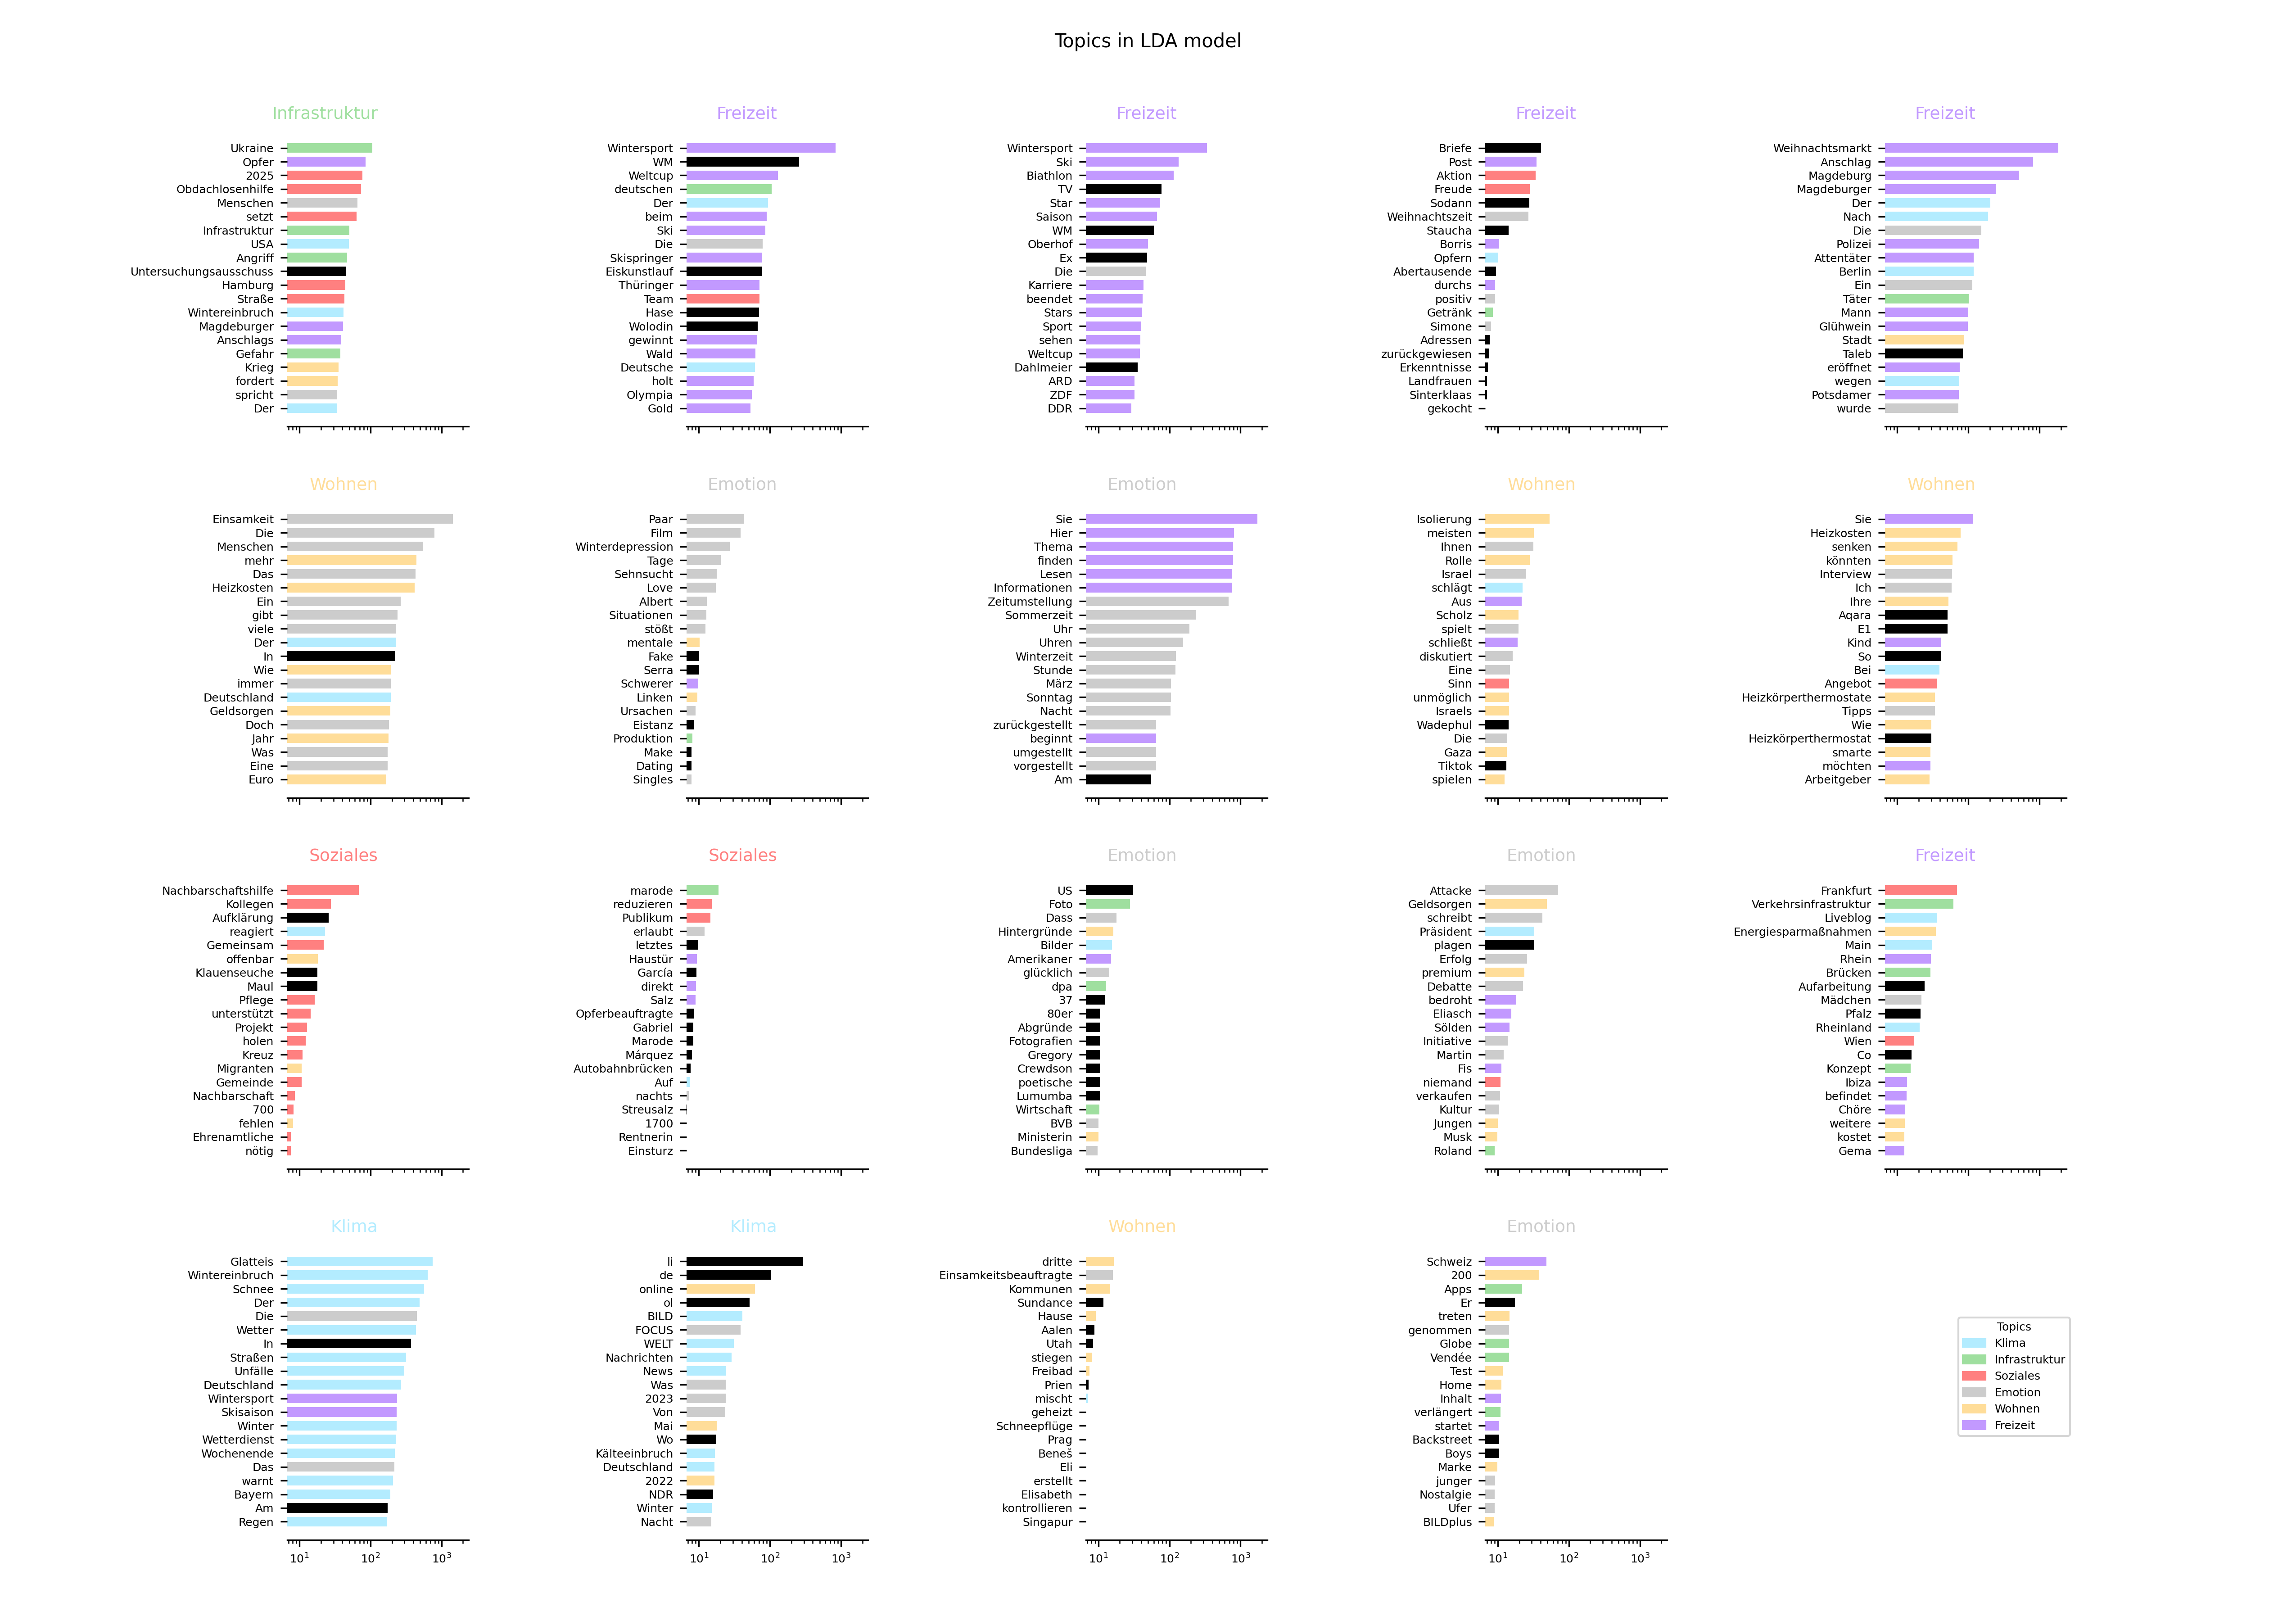 Topics in LDA model
Infrastruktur
Ukraine
Opfer
2025
Obdachlosenhilfe
Menschen
setzt
Infrastruktur
USA
Angriff
Untersuchungsausschuss
Hamburg
Straße
Wintereinbruch
Magdeburger
Anschlags
Gefahr
Krieg
fordert
spricht
Der
Freizeit
Wintersport
WM
Weltcup
deutschen
Der
beim
Ski
Die
Skispringer
Eiskunstlauf
Thüringer
Team
Hase
Wolodin
gewinnt
Wald
Deutsche
holt
Olympia
Gold
Freizeit
Wintersport
Ski
Biathlon
TV
Star
Saison
WM
Oberhof
Ex
Die
Karriere
beendet
Stars
Sport
sehen
Weltcup
Dahlmeier
ARD
ZDF
DDR
Freizeit
Briefe
Post
Aktion
Freude
Sodann
Weihnachtszeit
Staucha
Borris
Opfern
Abertausende
durchs
positiv
Getränk
Simone
Adressen
zurückgewiesen
Erkenntnisse
Landfrauen
Sinterklaas
gekocht
Freizeit
Weihnachtsmarkt
Anschlag
Magdeburg
Magdeburger
Der
Nach
Die
Polizei
Attentäter
Berlin
Ein
Täter
Mann
Glühwein
Stadt
Taleb
eröffnet
wegen
Potsdamer
wurde
Wohnen
Einsamkeit
Die
Menschen
mehr
Das
Heizkosten
Ein
gibt
viele
Der
In
Wie
immer
Deutschland
Geldsorgen
Doch
Jahr
Was
Eine
Euro
Emotion
Paar
Film
Winterdepression
Tage
Sehnsucht
Love
Albert
Situationen
stößt
mentale
Fake
Serra
Schwerer
Linken
Ursachen
Eistanz
Produktion
Make
Dating
Singles
Emotion
Sie
Hier
Thema
finden
Lesen
Informationen
Zeitumstellung
Sommerzeit
Uhr
Uhren
Winterzeit
Stunde
März
Sonntag
Nacht
zurückgestellt
beginnt
umgestellt
vorgestellt
Am
Wohnen
Isolierung
meisten
Ihnen
Rolle
Israel
schlägt
Aus
Scholz
spielt
schließt
diskutiert
Eine
Sinn
unmöglich
Israels
Wadephul
Die
Gaza
Tiktok
spielen
Wohnen
Sie
Heizkosten
senken
könnten
Interview
Ich
Ihre
Aqara
E1
Kind
So
Bei
Angebot
Heizkörperthermostate
Tipps
Wie
Heizkörperthermostat
smarte
möchten
Arbeitgeber
Soziales
Nachbarschaftshilfe
Kollegen
Aufklärung
reagiert
Gemeinsam
offenbar
Klauenseuche
Maul
Pflege
unterstützt
Projekt
holen
Kreuz
Migranten
Gemeinde
Nachbarschaft
700
fehlen
Ehrenamtliche
nötig
Soziales
marode
reduzieren
Publikum
erlaubt
letztes
Haustür
García
direkt
Salz
Opferbeauftragte
Gabriel
Marode
Márquez
Autobahnbrücken
Auf
nachts
Streusalz
1700
Rentnerin
Einsturz
Emotion
US
Foto
Dass
Hintergründe
Bilder
Amerikaner
glücklich
dpa
37
80er
Abgründe
Fotografien
Gregory
Crewdson
poetische
Lumumba
Wirtschaft
BVB
Ministerin
Bundesliga
Emotion
Attacke
Geldsorgen
schreibt
Präsident
plagen
Erfolg
premium
Debatte
bedroht
Eliasch
Sölden
Initiative
Martin
Fis
niemand
verkaufen
Kultur
Jungen
Musk
Roland
Freizeit
Frankfurt
Verkehrsinfrastruktur
Liveblog
Energiesparmaßnahmen
Main
Rhein
Brücken
Aufarbeitung
Mädchen
Pfalz
Rheinland
Wien
Co
Konzept
Ibiza
befindet
Chöre
weitere
kostet
Gema
Klima
Glatteis
Wintereinbruch
Schnee
Der
Die
Wetter
In
Straßen
Unfälle
Deutschland
Wintersport
Skisaison
Winter
Wetterdienst
Wochenende
Das
warnt
Bayern
Am
Regen
10¹ 10² 10³
Klima
li
de
online
ol
BILD
FOCUS
WELT
Nachrichten
News
Was
2023
Von
Mai
Wo
Kälteeinbruch
Deutschland
2022
NDR
Winter
Nacht
10¹ 10² 10³
Wohnen
dritte
Einsamkeitsbeauftragte
Kommunen
Sundance
Hause
Aalen
Utah
stiegen
Freibad
Prien
mischt
geheizt
Schneepflüge
Prag
Beneš
Eli
erstellt
Elisabeth
kontrollieren
Singapur
10¹ 10² 10³
Emotion
Schweiz
200
Apps
Er
treten
genommen
Globe
Vendée
Test
Home
Inhalt
verlängert
startet
Backstreet
Boys
Marke
junger
Nostalgie
Ufer
BILDplus
10¹ 10² 10³
Topics
Klima
Infrastruktur
Soziales
Emotion
Wohnen
Freizeit